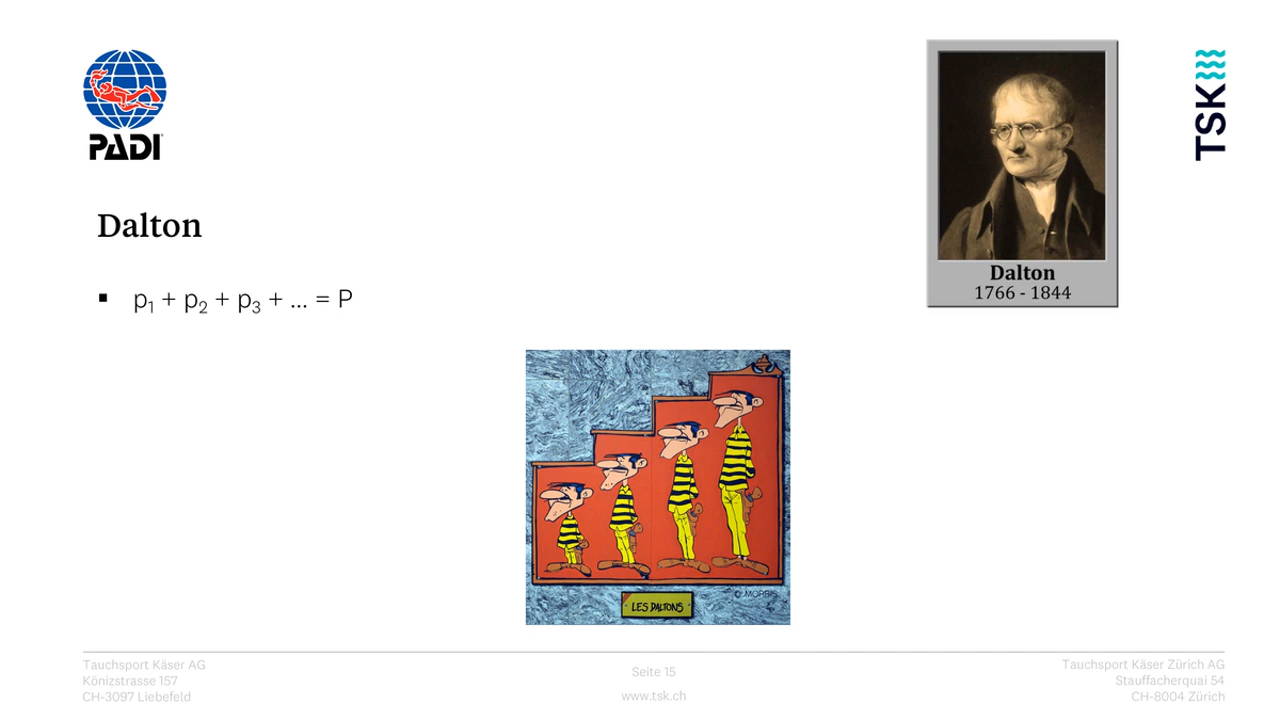 PADI
TSK
Dalton
1766 - 1844
Dalton
▪ p₁ + p₂ + p₃ + ... = P
© MORRIS
LES DALTONS
Tauchsport Käser AG
Könizstrasse 157
CH-3097 Liebefeld
Seite 15
www.tsk.ch
Tauchsport Käser Zürich AG
Stauffacherquai 54
CH-8004 Zürich